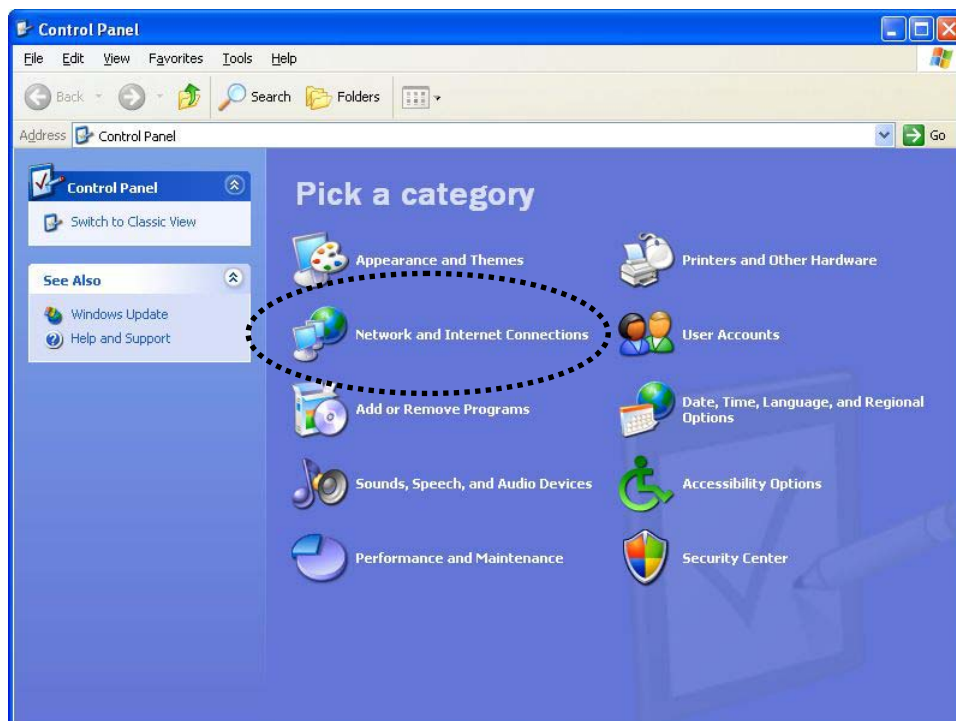 Control Panel
File Edit View Favorites Tools Help
Back Search Folders
Address Control Panel Go
Control Panel
Switch to Classic View
See Also
Windows Update
Help and Support
Pick a category
Appearance and Themes
Printers and Other Hardware
Network and Internet Connections
User Accounts
Add or Remove Programs
Date, Time, Language, and Regional
Options
Sounds, Speech, and Audio Devices
Accessibility Options
Performance and Maintenance
Security Center